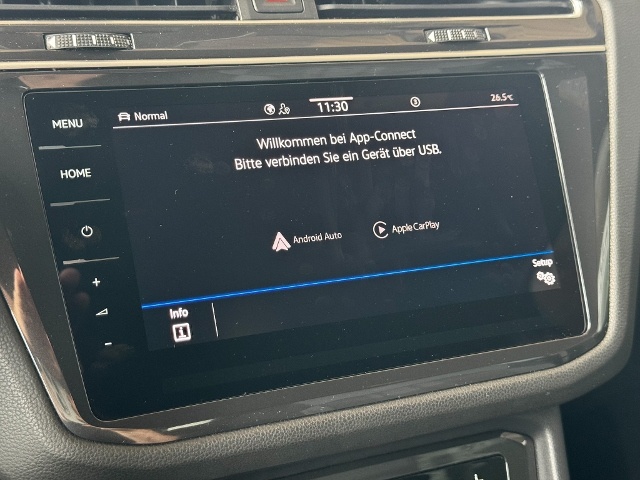 MENU
HOME
Normal
11:30
26.5°C
Willkommen bei App-Connect
Bitte verbinden Sie ein Gerät über USB.
Android Auto
Apple CarPlay
Setup
Info